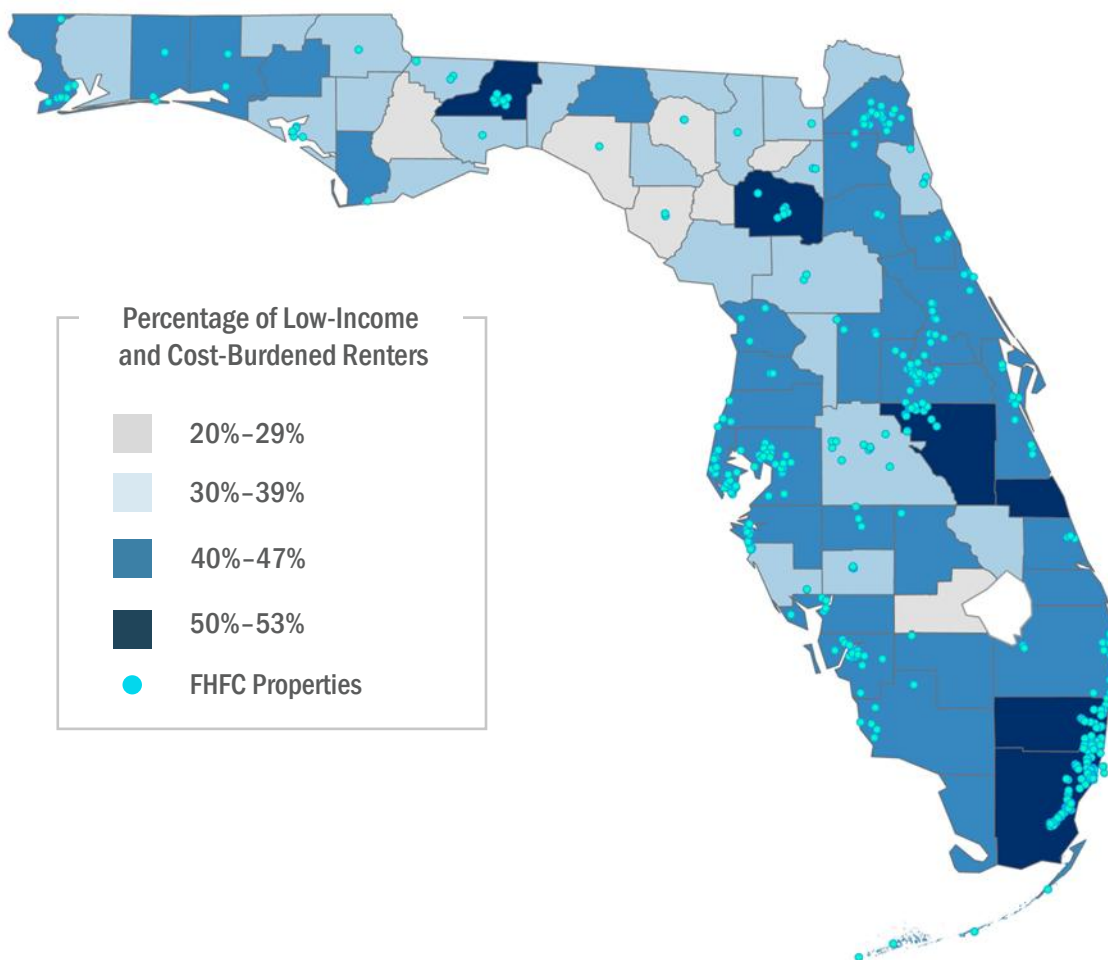 Percentage of Low-Income
and Cost-Burdened Renters
20%–29%
30%–39%
40%–47%
50%–53%
FHFC Properties